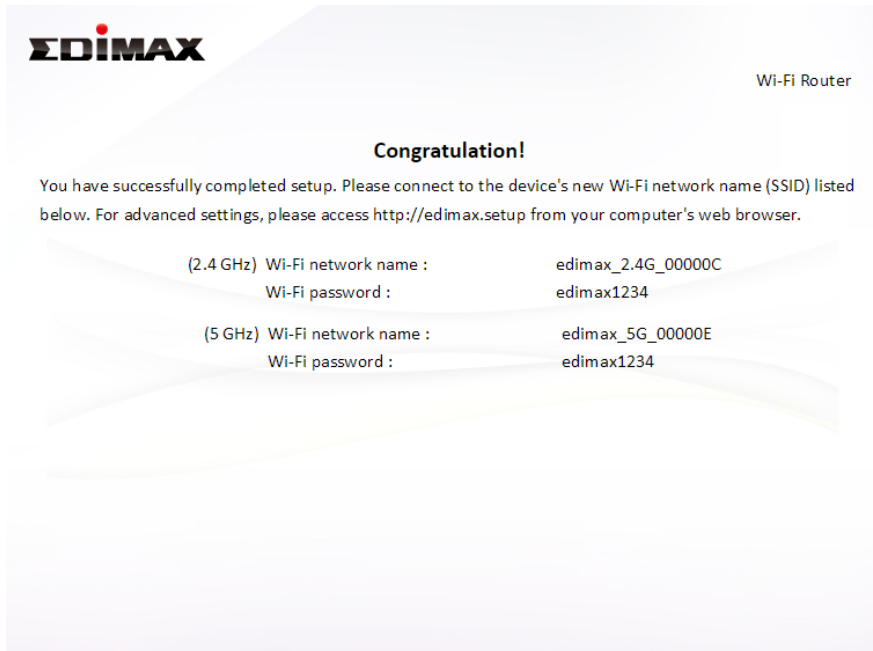 EDIMAX
Wi-Fi Router
Congratulation!
You have successfully completed setup. Please connect to the device's new Wi-Fi network name (SSID) listed
below. For advanced settings, please access http://edimax.setup from your computer's web browser.
(2.4 GHz) Wi-Fi network name : edimax_2.4G_00000C
Wi-Fi password : edimax1234
(5 GHz) Wi-Fi network name : edimax_5G_00000E
Wi-Fi password : edimax1234